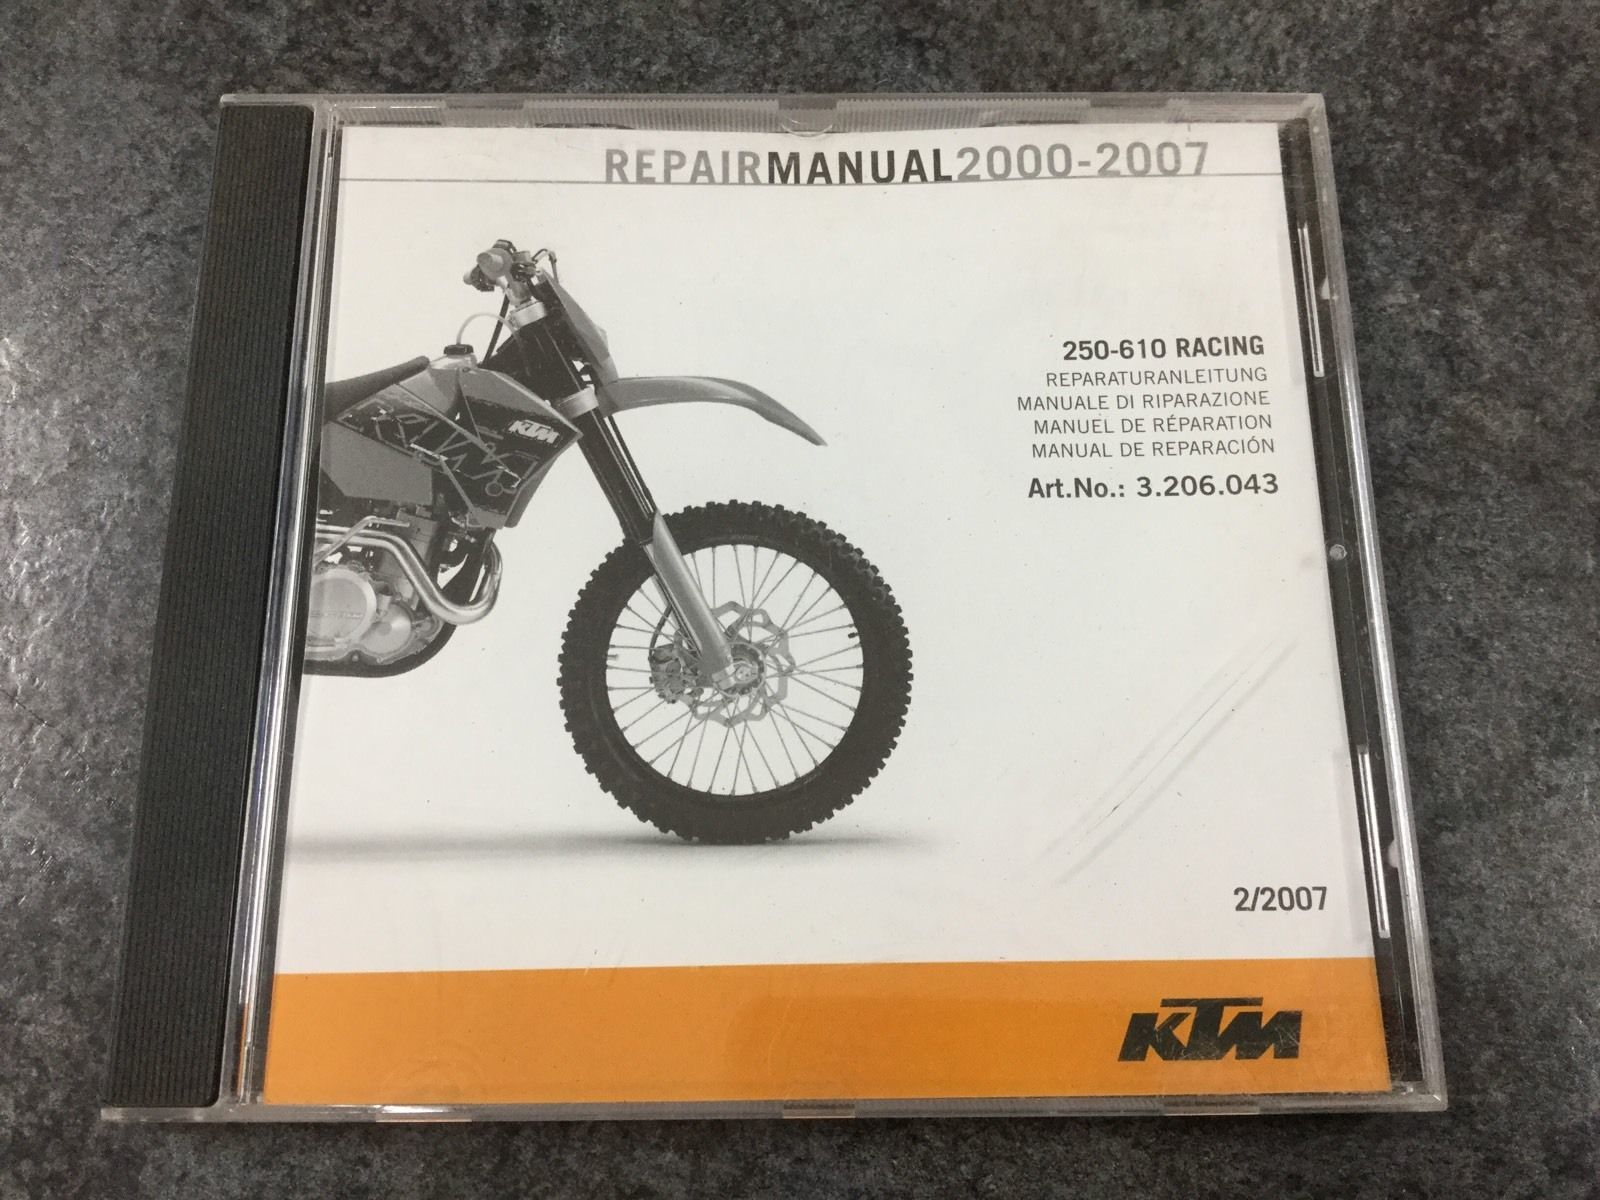 REPAIRMANUAL2000-2007
250-610 RACING
REPARATURANLEITUNG
MANUALE DI RIPARAZIONE
MANUEL DE RÉPARATION
MANUAL DE REPARACIÓN
Art.No.: 3.206.043
KTM
2/2007
KTM